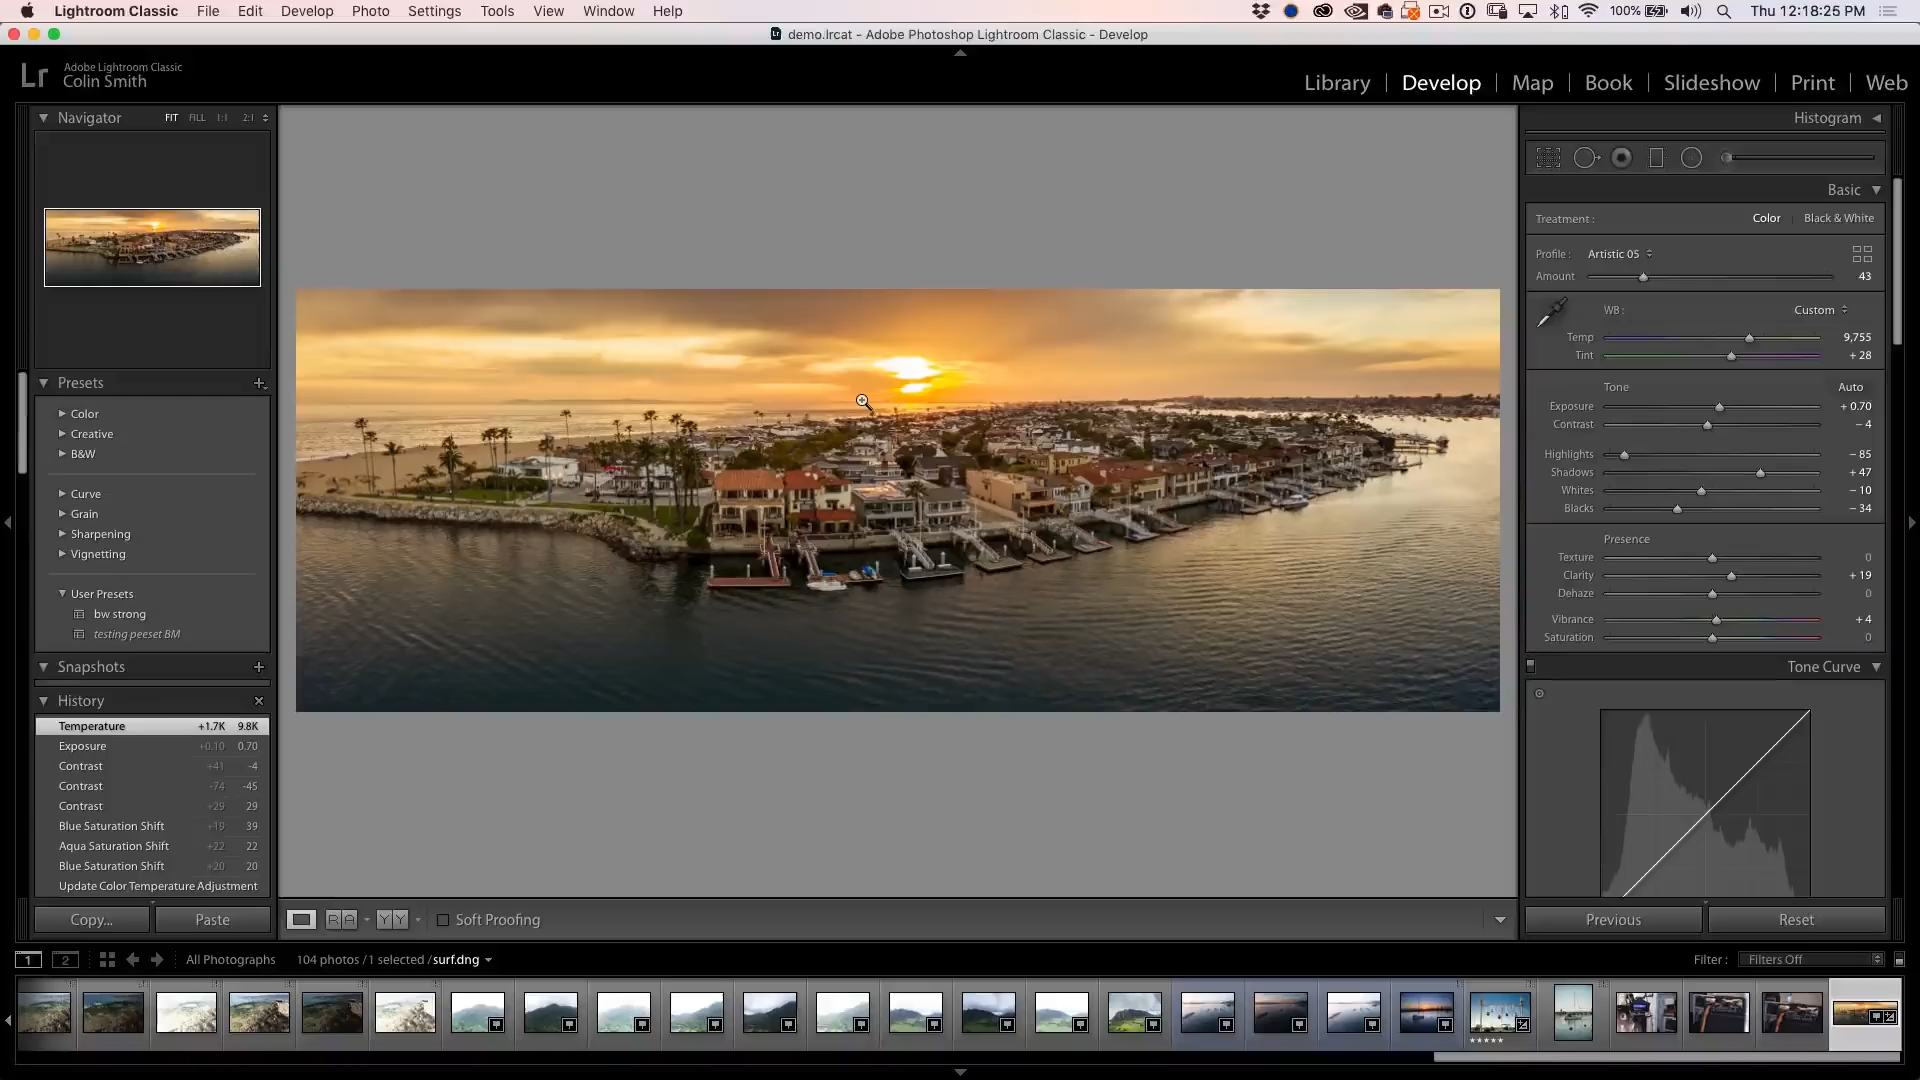 Lightroom Classic File Edit Develop Photo Settings Tools View Window Help 100% Thu 12:18:25 PM
demo.lrcat - Adobe Photoshop Lightroom Classic - Develop
Lr Adobe Lightroom Classic
Colin Smith
Library Develop Map Book Slideshow Print Web
Navigator FIT FILL 1:1 2:1
Presets
Color
Creative
B&W
Curve
Grain
Sharpening
Vignetting
User Presets
bw strong
testing peeset BM
Snapshots
History
Temperature +1.7K 9.8K
Exposure +0.10 0.70
Contrast +41 -4
Contrast -74 -45
Contrast +29 29
Blue Saturation Shift +19 39
Aqua Saturation Shift +22 22
Blue Saturation Shift +20 20
Update Color Temperature Adjustment
Copy... Paste
R A Y Y Soft Proofing
Histogram
Basic
Treatment : Color Black & White
Profile : Artistic 05
Amount 43
WB : Custom
Temp 9,755
Tint + 28
Tone Auto
Exposure + 0.70
Contrast - 4
Highlights - 85
Shadows + 47
Whites - 10
Blacks - 34
Presence
Texture 0
Clarity + 19
Dehaze 0
Vibrance + 4
Saturation 0
Tone Curve
Previous Reset
1 2 All Photographs 104 photos / 1 selected / surf.dng Filter : Filters Off